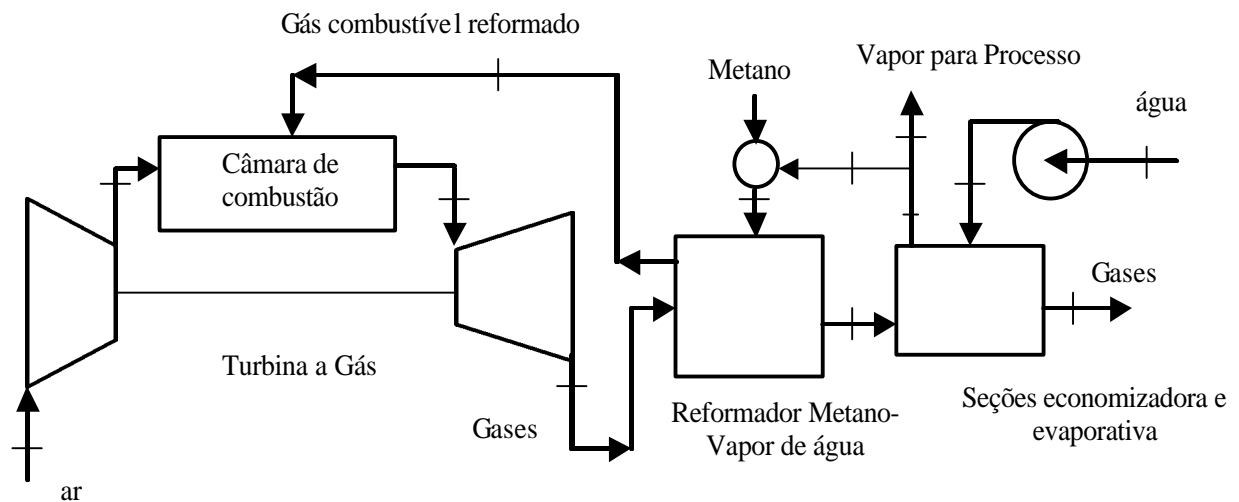 Gás combustível reformado
Metano
Vapor para Processo
água
Câmara de
combustão
Gases
Turbina a Gás
Gases
Reformador Metano-
Vapor de água
Seções economizadora e
evaporativa
ar